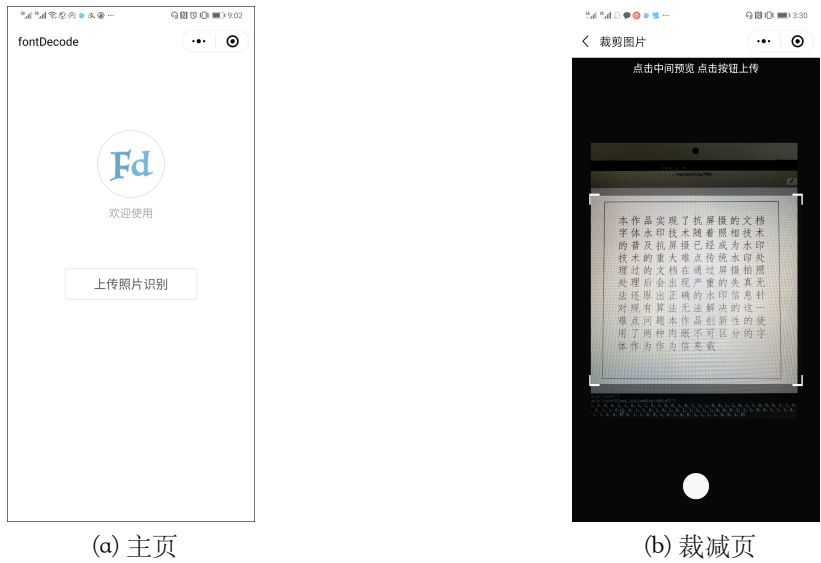 9:02
fontDecode
Fd
欢迎使用
上传照片识别
(a) 主页
3:30
裁剪图片
点击中间预览 点击按钮上传
本作品实现了抗屏摄的文档
字体水印技术随着照相技术
的普及抗屏摄已经成为水印
技术的重大难点传统水印处
理过的文档在通过屏摄拍照
处理后会出现严重的失真无
法还原出正确的水印信息针
对现有算法无法解决的这一
难点问题本作品创新性的使
用了两种肉眼不可区分的字
体作为作为信息载
(b) 裁减页